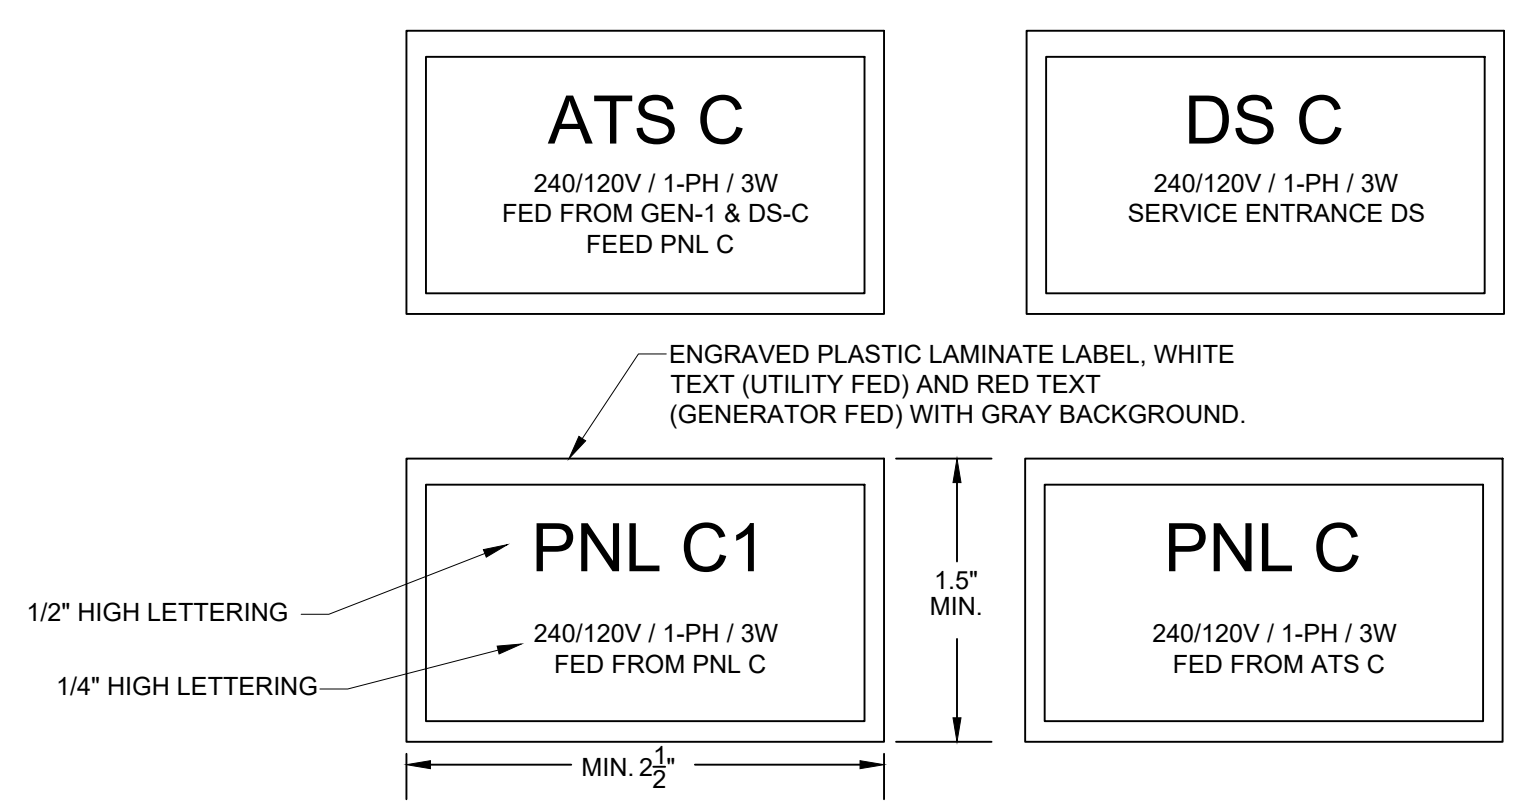 ATS C
240/120V / 1-PH / 3W
FED FROM GEN-1 & DS-C
FEED PNL C
DS C
240/120V / 1-PH / 3W
SERVICE ENTRANCE DS
ENGRAVED PLASTIC LAMINATE LABEL, WHITE
TEXT (UTILITY FED) AND RED TEXT
(GENERATOR FED) WITH GRAY BACKGROUND.
PNL C1
240/120V / 1-PH / 3W
FED FROM PNL C
1/2" HIGH LETTERING
1/4" HIGH LETTERING
1.5"
MIN.
MIN. 2 1/2"
PNL C
240/120V / 1-PH / 3W
FED FROM ATS C